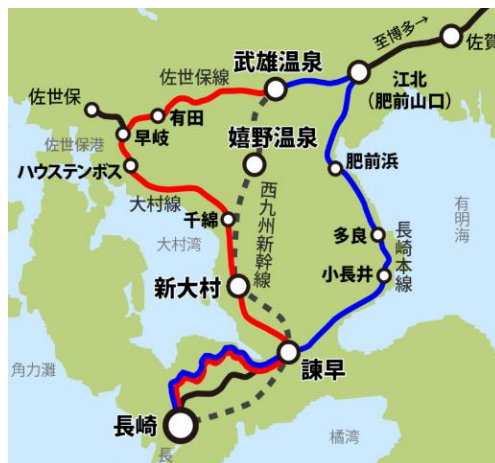 至博多→
佐賀
武雄温泉
佐世保線
江北
（肥前山口）
佐世保
有田
早岐
佐世保港
ハウステンボス
嬉野温泉
肥前浜
大村線
西九州新幹線
千綿
大村湾
有明海
多良
長崎本線
小長井
新大村
諫早
角力灘
長崎
橘湾
長